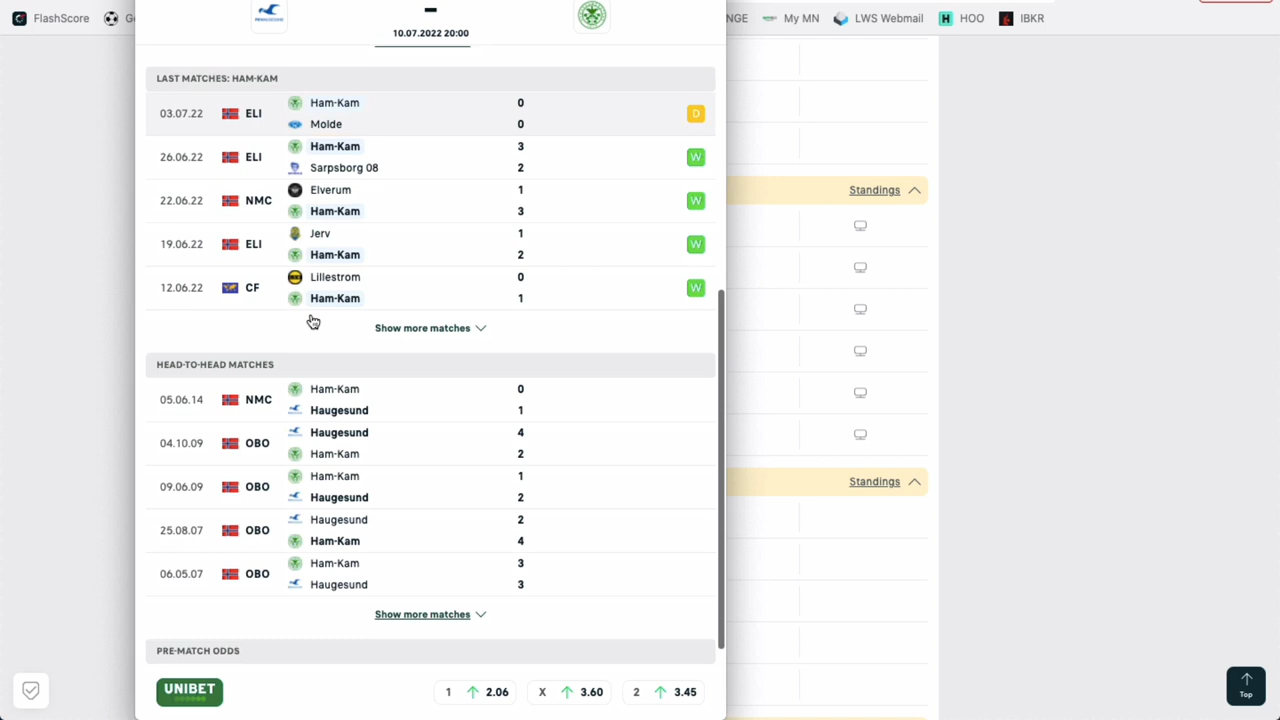 FlashScore
NGE
My MN
LWS Webmail
H HOO
IBKR
10.07.2022 20:00
LAST MATCHES: HAM-KAM
03.07.22 ELI Ham-Kam 0 D
Molde 0
26.06.22 ELI Ham-Kam 3 W
Sarpsborg 08 2
22.06.22 NMC Elverum 1 W
Ham-Kam 3
19.06.22 ELI Jerv 1 W
Ham-Kam 2
12.06.22 CF Lillestrom 0 W
Ham-Kam 1
Show more matches
HEAD-TO-HEAD MATCHES
05.06.14 NMC Ham-Kam 0
Haugesund 1
04.10.09 OBO Haugesund 4
Ham-Kam 2
09.06.09 OBO Ham-Kam 1
Haugesund 2
25.08.07 OBO Haugesund 2
Ham-Kam 4
06.05.07 OBO Ham-Kam 3
Haugesund 3
Show more matches
PRE-MATCH ODDS
UNIBET 1 2.06 X 3.60 2 3.45
Standings
Standings
Top